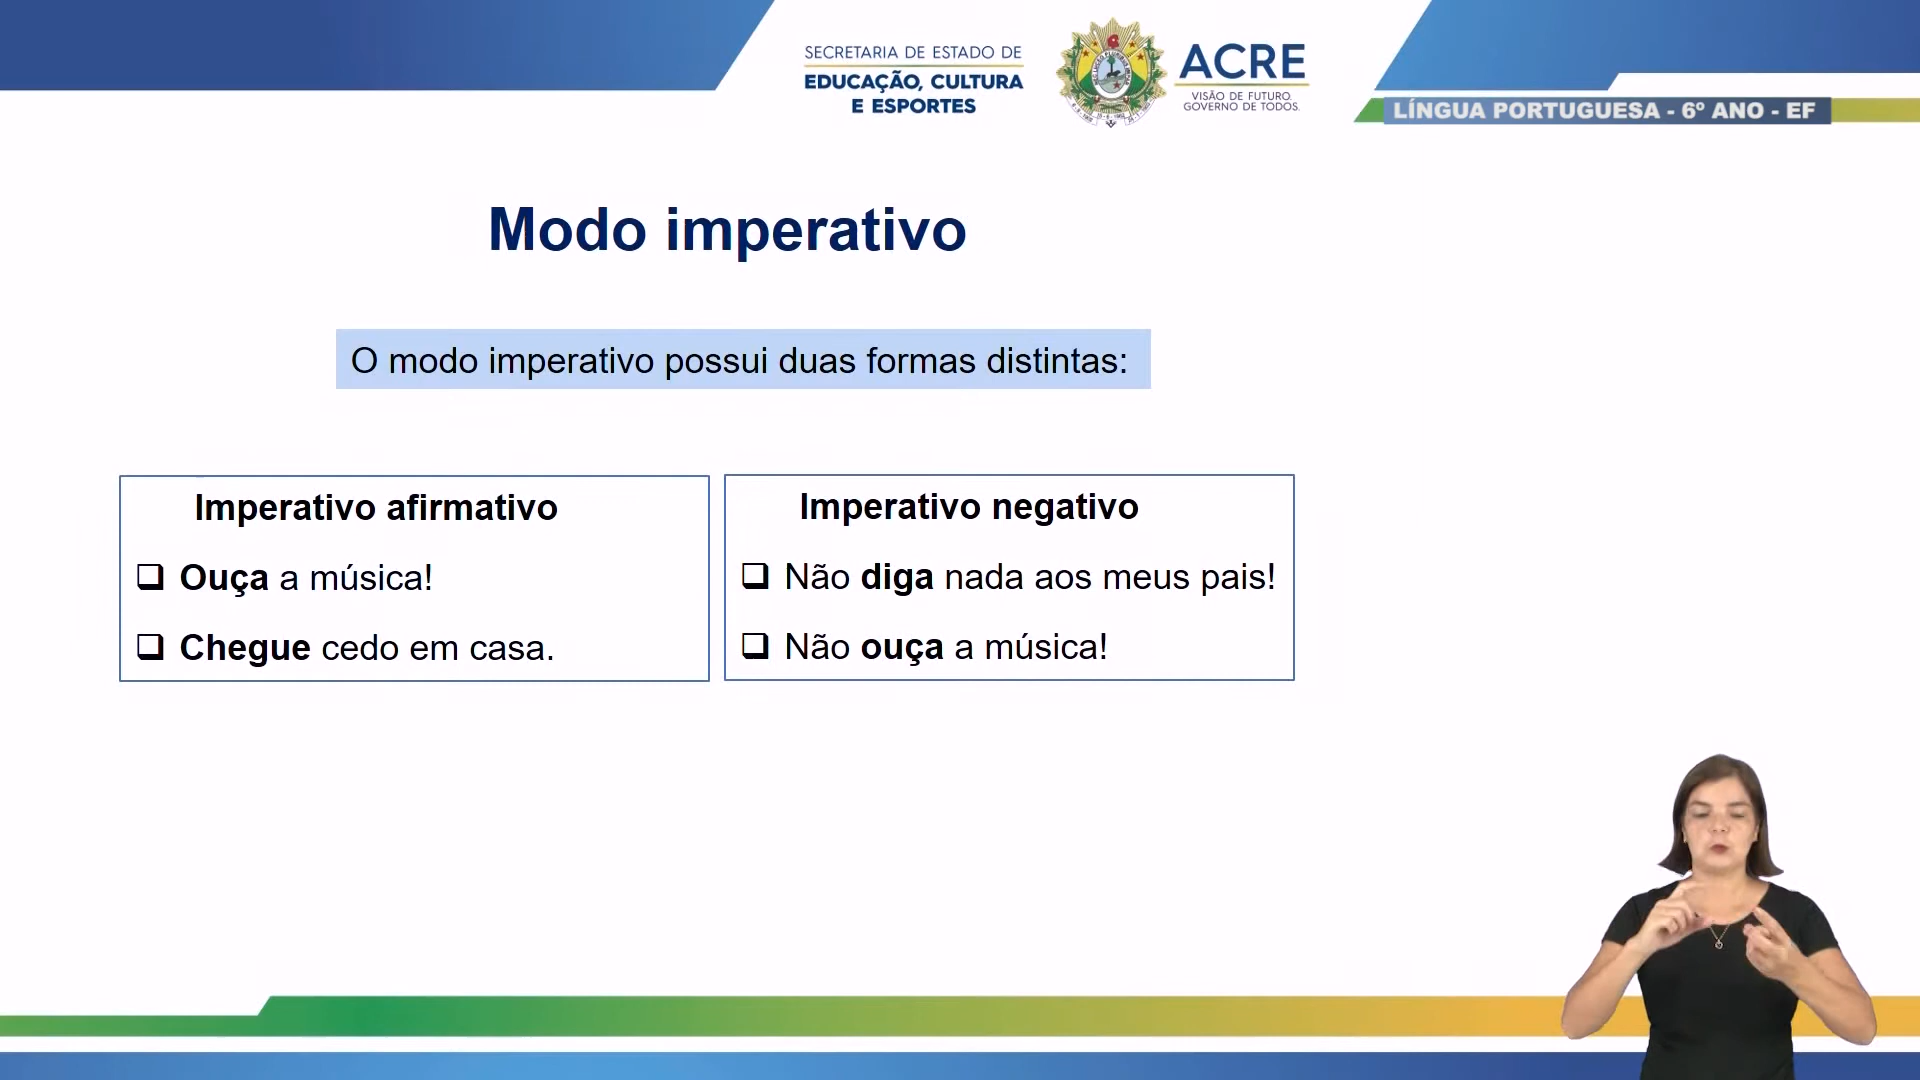 SECRETARIA DE ESTADO DE
EDUCAÇÃO, CULTURA
E ESPORTES
ACRE
VISÃO DE FUTURO.
GOVERNO DE TODOS.
LÍNGUA PORTUGUESA - 6º ANO - EF
Modo imperativo
O modo imperativo possui duas formas distintas:
Imperativo afirmativo
Ouça a música!
Chegue cedo em casa.
Imperativo negativo
Não diga nada aos meus pais!
Não ouça a música!